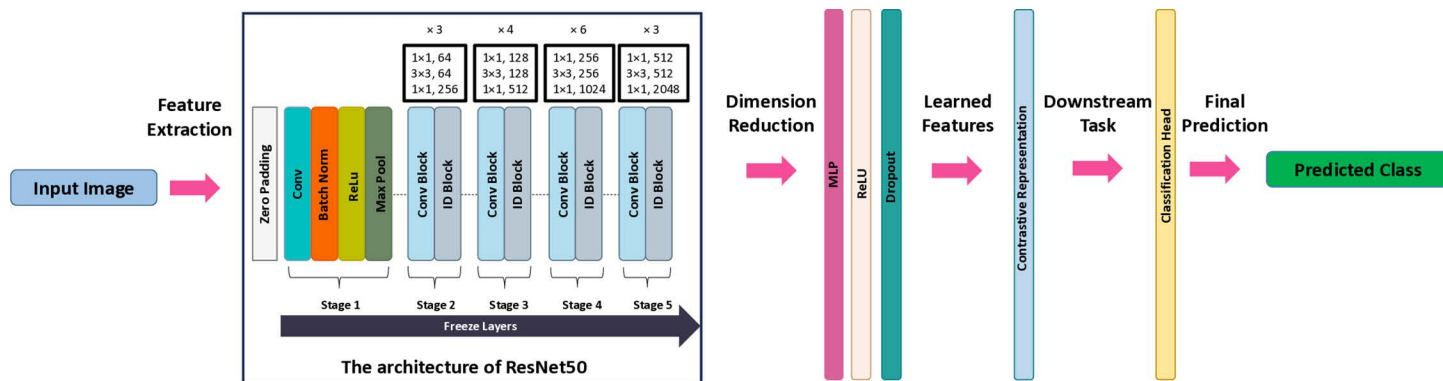 Input Image
Feature
Extraction
Zero Padding
Conv
Batch Norm
ReLu
Max Pool
Stage 1
× 3
1×1, 64
3×3, 64
1×1, 256
Conv Block
ID Block
Stage 2
× 4
1×1, 128
3×3, 128
1×1, 512
Conv Block
ID Block
Stage 3
× 6
1×1, 256
3×3, 256
1×1, 1024
Conv Block
ID Block
Stage 4
× 3
1×1, 512
3×3, 512
1×1, 2048
Conv Block
ID Block
Stage 5
Freeze Layers
The architecture of ResNet50
Dimension
Reduction
MLP
ReLU
Dropout
Learned
Features
Contrastive Representation
Downstream
Task
Classification Head
Final
Prediction
Predicted Class